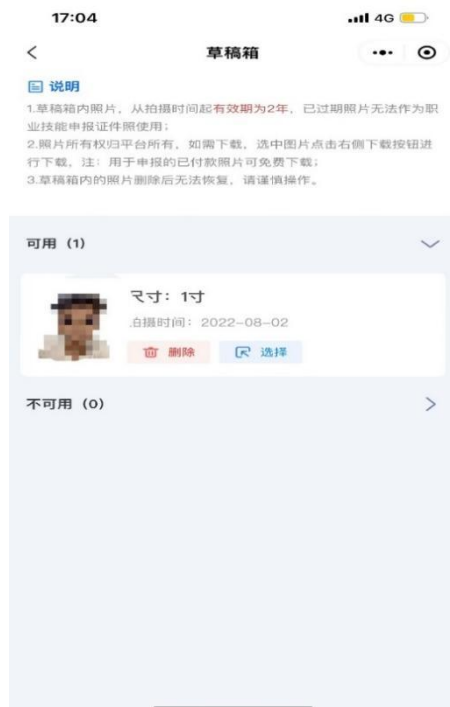 17:04
4G
草稿箱
说明
1.草稿箱内照片，从拍摄时间起有效期为2年，已过期照片无法作为职
业技能申报证件照使用；
2.照片所有权归平台所有，如需下载，选中图片点击右侧下载按钮进
行下载，注：用于申报的已付款照片可免费下载；
3.草稿箱内的照片删除后无法恢复，请谨慎操作。
可用（1）
尺寸：1寸
拍摄时间：2022-08-02
删除 选择
不可用（0）